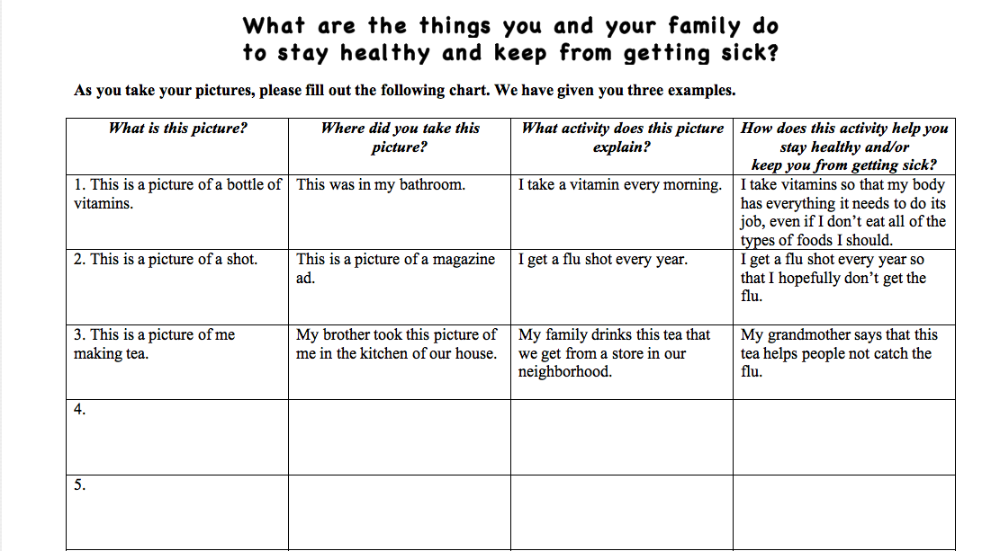 What are the things you and your family do
to stay healthy and keep from getting sick?
As you take your pictures, please fill out the following chart. We have given you three examples.
What is this picture?
Where did you take this
picture?
What activity does this picture
explain?
How does this activity help you
stay healthy and/or
keep you from getting sick?
1. This is a picture of a bottle of
vitamins.
This was in my bathroom.
I take a vitamin every morning.
I take vitamins so that my body
has everything it needs to do its
job, even if I don’t eat all of the
types of foods I should.
2. This is a picture of a shot.
This is a picture of a magazine
ad.
I get a flu shot every year.
I get a flu shot every year so
that I hopefully don’t get the
flu.
3. This is a picture of me
making tea.
My brother took this picture of
me in the kitchen of our house.
My family drinks this tea that
we get from a store in our
neighborhood.
My grandmother says that this
tea helps people not catch the
flu.
4.
5.